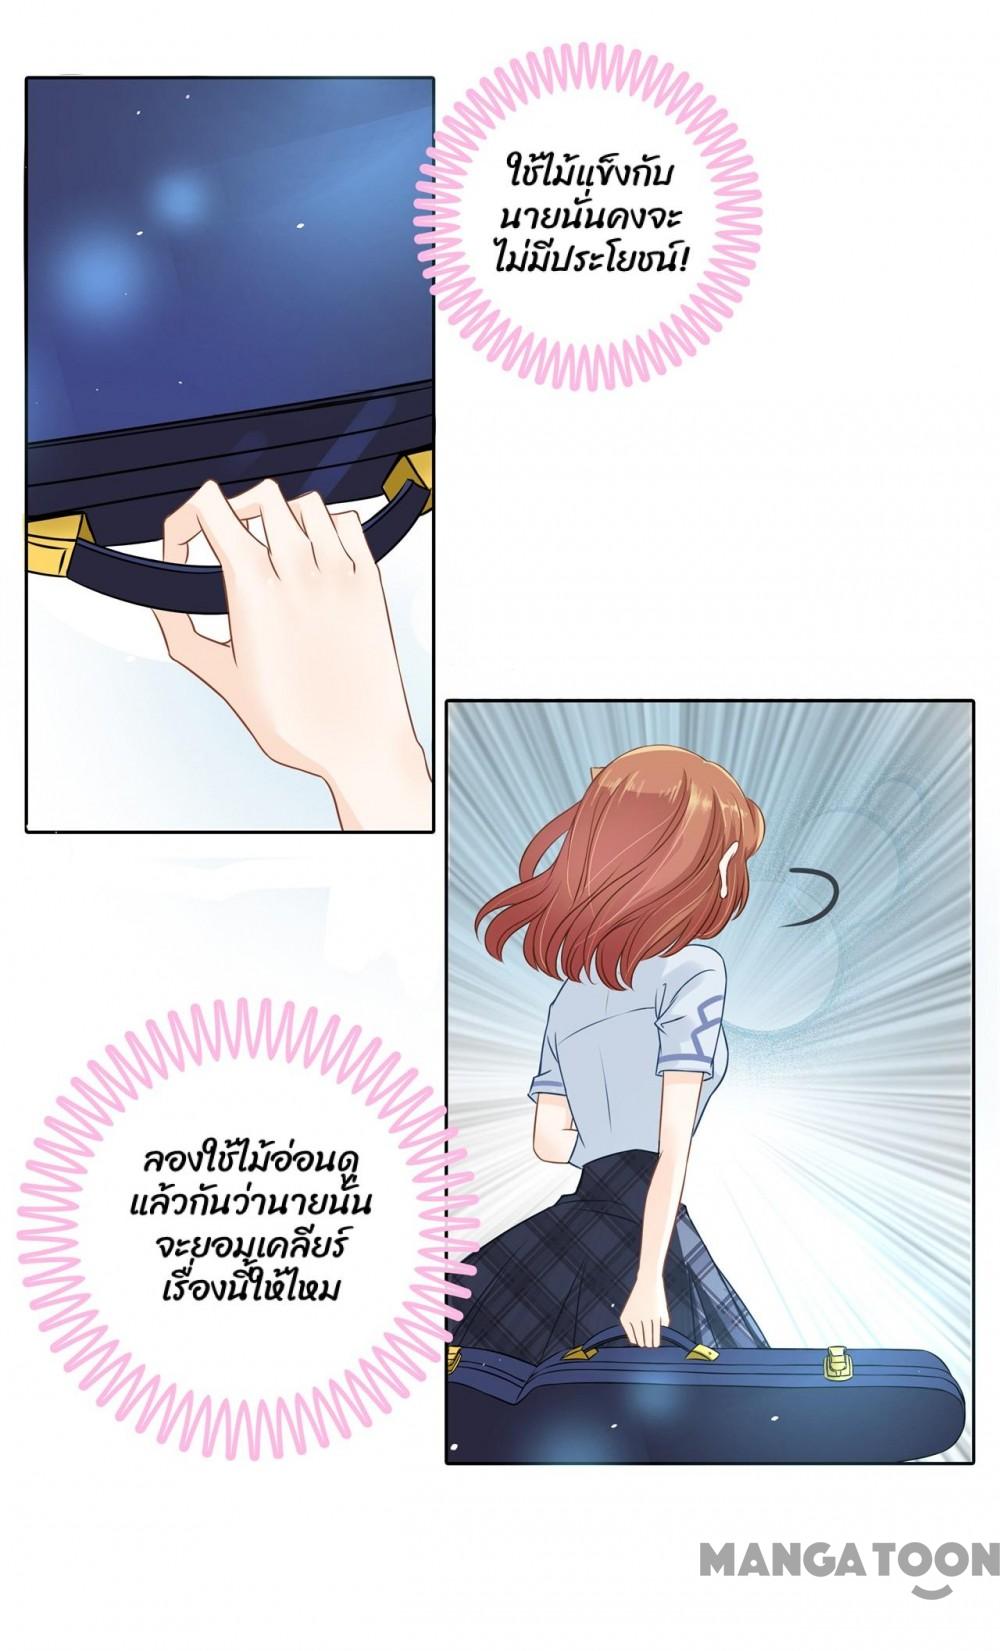 ใช้ไม้แข็งกับ
นายนั่นคงจะ
ไม่มีประโยชน์!
ลองใช้ไม้อ่อนดู
แล้วกันว่านายนั่น
จะยอมเคลียร์
เรื่องนี้ให้ไหม
MANGATOON